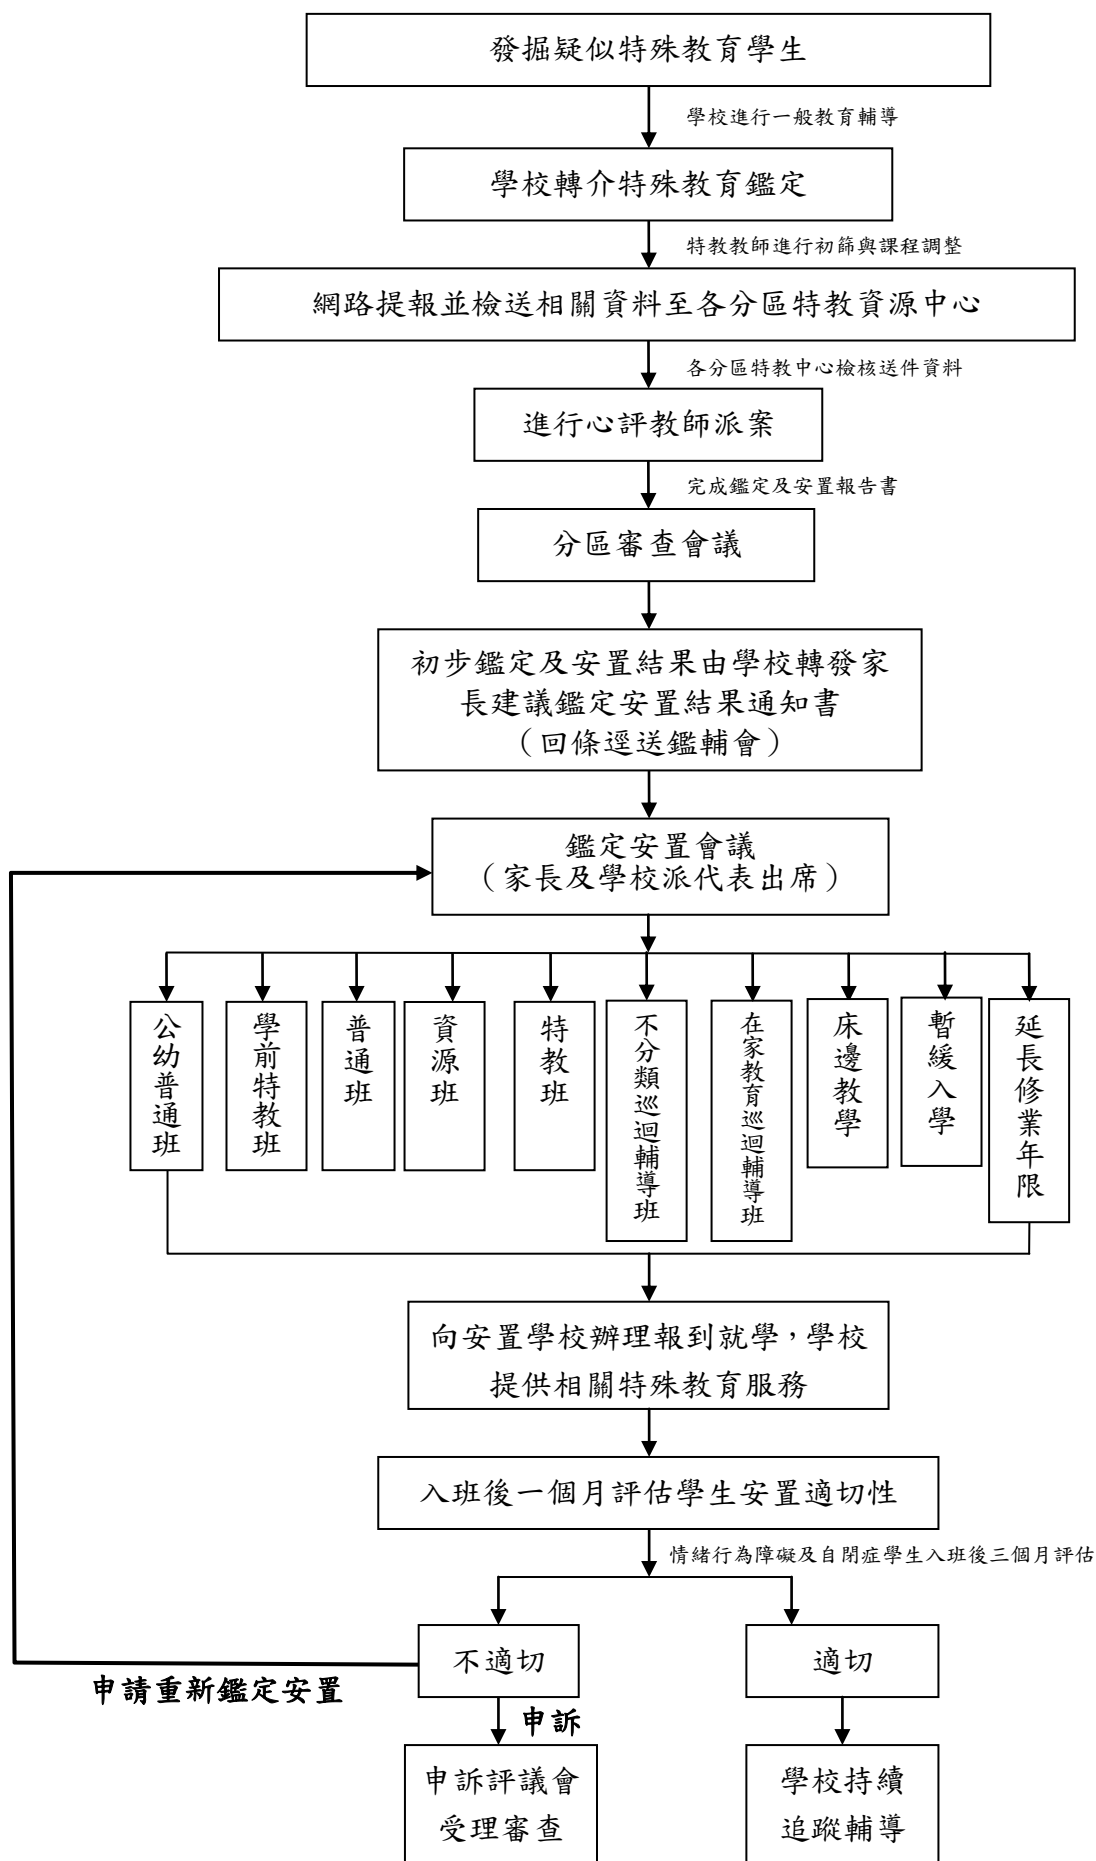 發掘疑似特殊教育學生
學校進行一般教育輔導
學校轉介特殊教育鑑定
特教教師進行初篩與課程調整
網路提報並檢送相關資料至各分區特教資源中心
各分區特教中心檢核送件資料
進行心評教師派案
完成鑑定及安置報告書
分區審查會議
初步鑑定及安置結果由學校轉發家
長建議鑑定安置結果通知書
（回條逕送鑑輔會）
鑑定安置會議
（家長及學校派代表出席）
公幼普通班
學前特教班
普通班
資源班
特教班
不分類巡迴輔導班
在家教育巡迴輔導班
床邊教學
暫緩入學
延長修業年限
向安置學校辦理報到就學，學校
提供相關特殊教育服務
入班後一個月評估學生安置適切性
情緒行為障礙及自閉症學生入班後三個月評估
不適切
適切
申請重新鑑定安置
申訴
申訴評議會
受理審查
學校持續
追蹤輔導